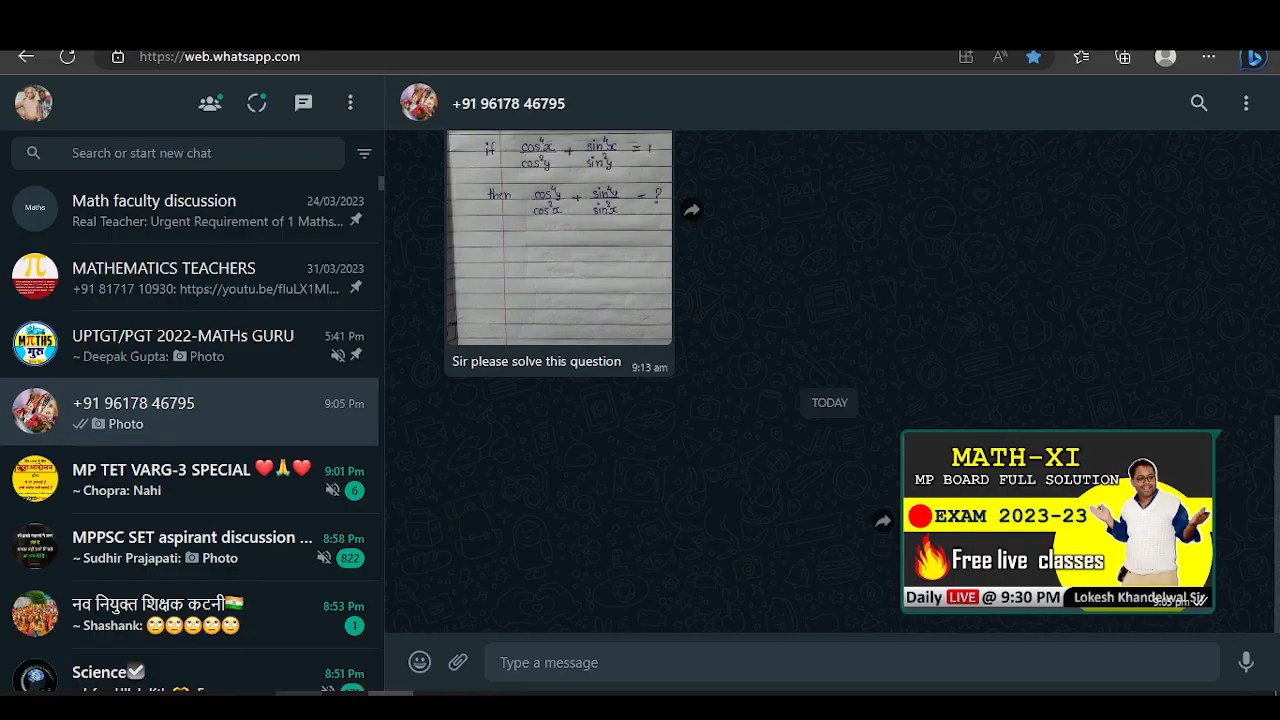 https://web.whatsapp.com
Search or start new chat
Maths
Math faculty discussion
24/03/2023
Real Teacher: Urgent Requirement of 1 Maths...
MATHEMATICS TEACHERS
31/03/2023
+91 81717 10930: https://youtu.be/fIuLX1MI...
UPTGT/PGT 2022-MATHs GURU
5:41 Pm
~ Deepak Gupta: Photo
+91 96178 46795
9:05 Pm
Photo
MP TET VARG-3 SPECIAL ❤️🙏❤️
9:01 Pm
~ Chopra: Nahi
6
MPPSC SET aspirant discussion ...
8:58 Pm
~ Sudhir Prajapati: Photo
822
नव नियुक्त शिक्षक कटनी🇮🇳
8:53 Pm
~ Shashank: 🙄🙄🙄🙄🙄
1
Science
8:51 Pm
+91 96178 46795
if cos⁴x/cos²y + sin⁴x/sin²y = 1
then cos⁴y/cos²x + sin⁴y/sin²x = ?
Sir please solve this question
9:13 am
TODAY
MATH-XI
MP BOARD FULL SOLUTION
EXAM 2023-23
Free live classes
Daily LIVE @ 9:30 PM
Lokesh Khandelwal Sir
9:05 pm
Type a message